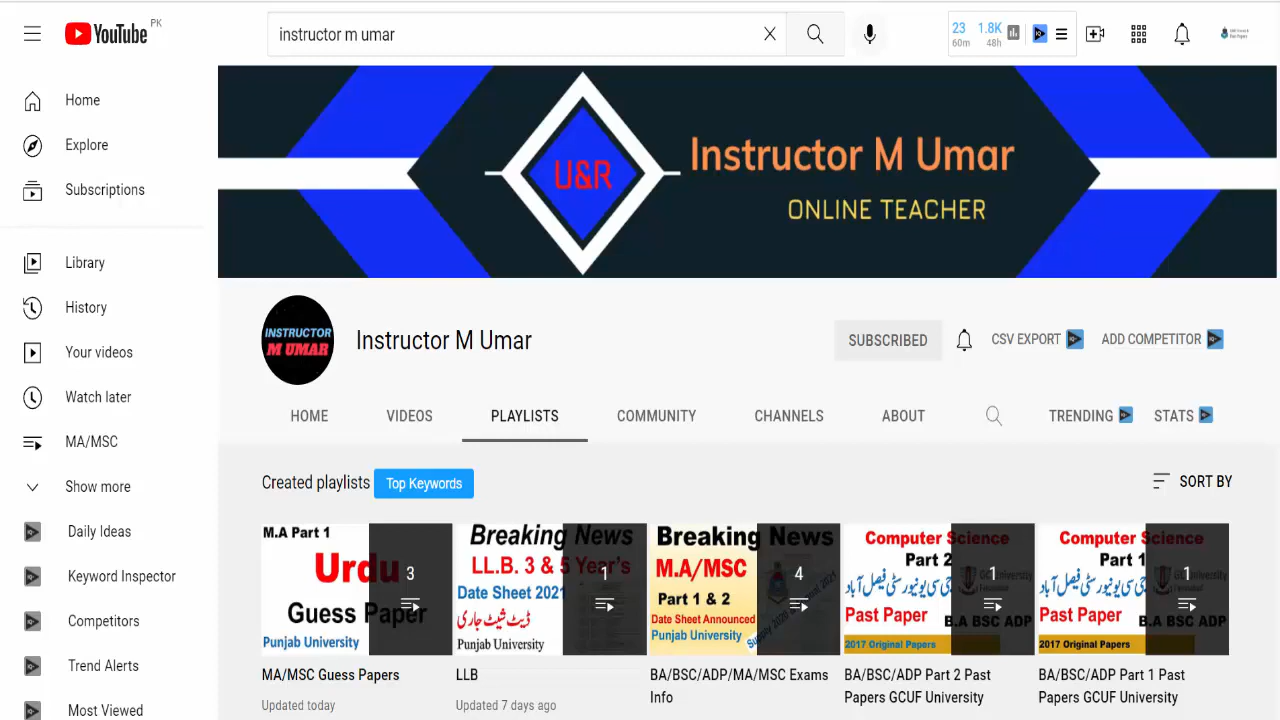 YouTube PK
instructor m umar
23 1.8K
60m 48h
Home
Explore
Subscriptions
Library
History
Your videos
Watch later
MA/MSC
Show more
Daily Ideas
Keyword Inspector
Competitors
Trend Alerts
Most Viewed
U&R
Instructor M Umar
ONLINE TEACHER
INSTRUCTOR
M UMAR
Instructor M Umar
SUBSCRIBED
CSV EXPORT
ADD COMPETITOR
HOME VIDEOS PLAYLISTS COMMUNITY CHANNELS ABOUT TRENDING STATS
Created playlists Top Keywords SORT BY
M.A Part 1
Urdu
Guess Paper
Punjab University
3
MA/MSC Guess Papers
Updated today
Breaking News
LL.B. 3 & 5 Year's
Date Sheet 2021
ڈیٹ شیٹ جاری
Punjab University
1
LLB
Updated 7 days ago
Breaking News
M.A/MSC
Part 1 & 2
Date Sheet Announced
Punjab University
4
BA/BSC/ADP/MA/MSC Exams
Info
Computer Science
Part 2
جی سی یونیورسٹی فیصل آباد
Past Paper
B.A BSC ADP
2017 Original Papers
1
BA/BSC/ADP Part 2 Past
Papers GCUF University
Computer Science
Part 1
جی سی یونیورسٹی فیصل آباد
Past Paper
B.A BSC ADP
2017 Original Papers
1
BA/BSC/ADP Part 1 Past
Papers GCUF University